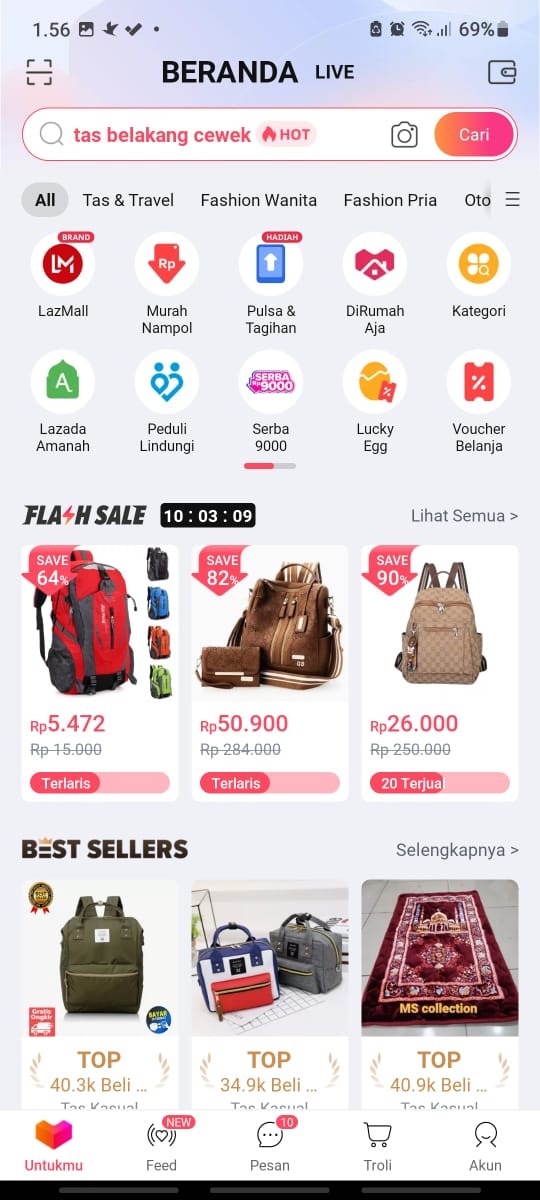 1.56
69%
BERANDA LIVE
tas belakang cewek HOT
Cari
All Tas & Travel Fashion Wanita Fashion Pria Oto
BRAND
HADIAH
LM
Rp
LazMall
Murah
Nampol
Pulsa &
Tagihan
DiRumah
Aja
Kategori
SERBA
Rp9000
Lazada
Amanah
Peduli
Lindungi
Serba
9000
Lucky
Egg
Voucher
Belanja
FLASH SALE 10 : 03 : 09 Lihat Semua >
SAVE
64%
SAVE
82%
SAVE
90%
Rp5.472
Rp 15.000
Terlaris
Rp50.900
Rp 284.000
Terlaris
Rp26.000
Rp 250.000
20 Terjual
BEST SELLERS Selengkapnya >
Gratis
Ongkir
BAYAR
MS collection
TOP
40.3k Beli ...
Tas Kasual
TOP
34.9k Beli ...
Tas Kasual
TOP
40.9k Beli ...
Tas Kasual
NEW
10
Untukmu
Feed
Pesan
Troli
Akun